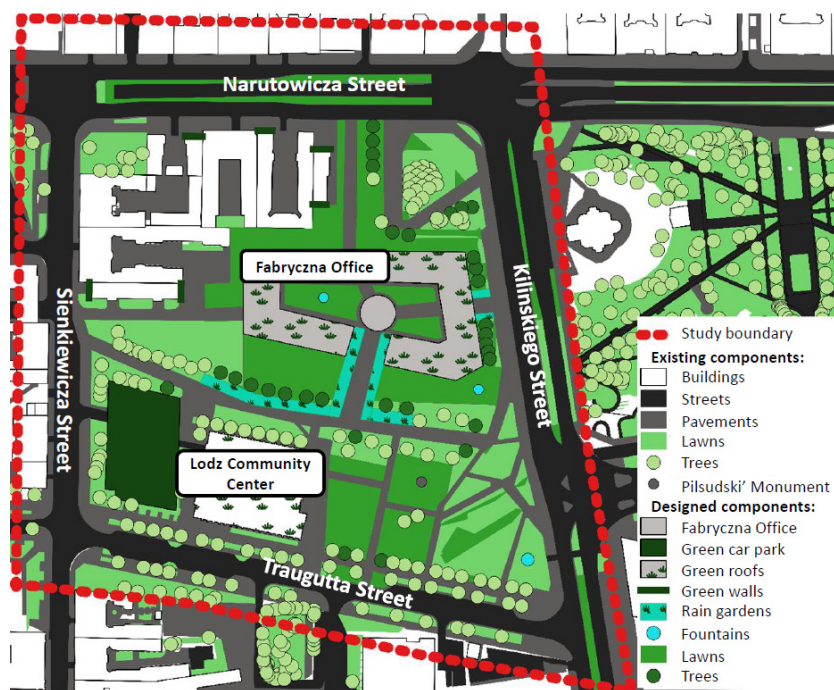 Narutowicza Street
Fabryczna Office
Kilinskiego Street
Sienkiewicza Street
Lodz Community
Center
Traugutta Street
Study boundary
Existing components:
Buildings
Streets
Pavements
Lawns
Trees
Pilsudski' Monument
Designed components:
Fabryczna Office
Green car park
Green roofs
Green walls
Rain gardens
Fountains
Lawns
Trees